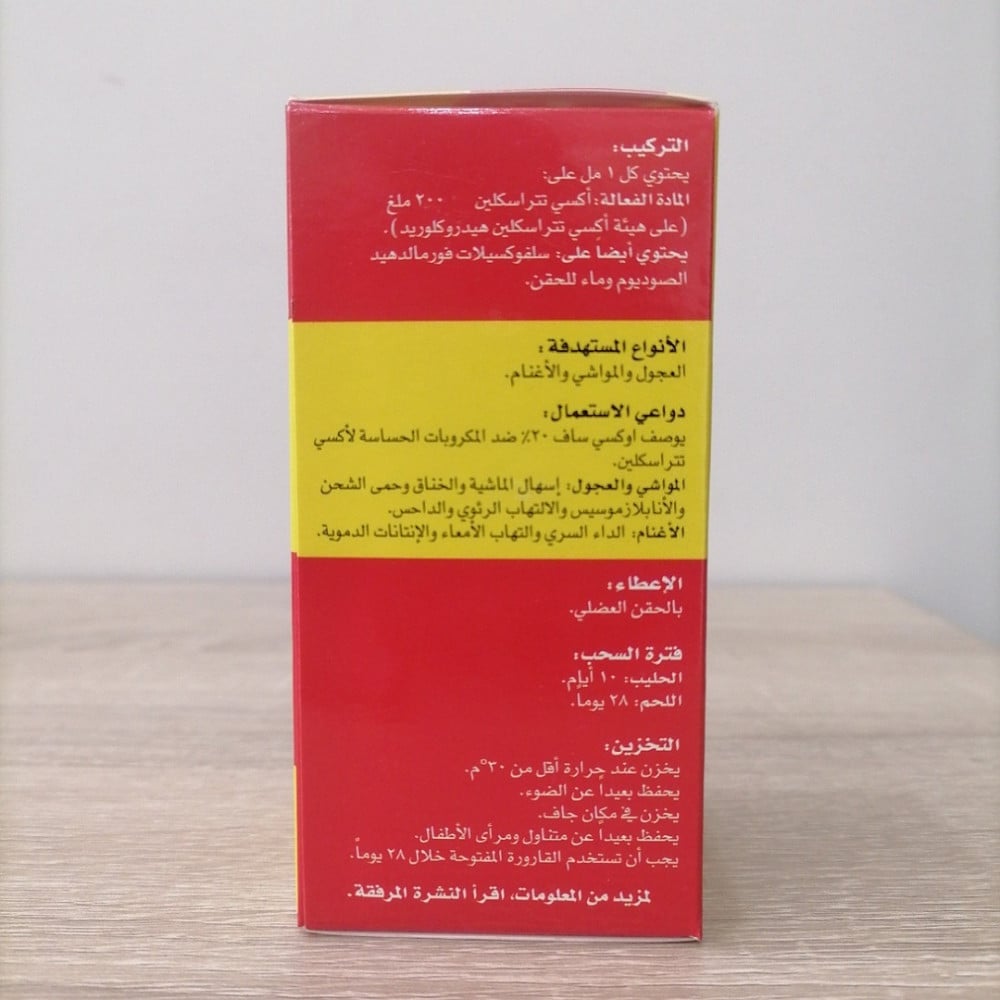 التركيب:
يحتوي كل ١ مل على:
المادة الفعالة: أكسي تتراسكلين ٢٠٠ ملغ
(على هيئة أكسي تتراسكلين هيدروكلوريد).
يحتوي أيضاً على: سلفوكسيلات فورمالدهيد
الصوديوم وماء للحقن.
الأنواع المستهدفة:
العجول والمواشي والأغنام.
دواعي الاستعمال:
يوصف اوكسي ساف ٢٠٪ ضد المكروبات الحساسة لأكسي
تتراسكلين.
المواشي والعجول: إسهال الماشية والخناق وحمى الشحن
والأنابلازموسيس والالتهاب الرئوي والداحس.
الأغنام: الداء السري والتهاب الأمعاء والإنتانات الدموية.
الإعطاء:
بالحقن العضلي.
فترة السحب:
الحليب: ١٠ أيام.
اللحم: ٢٨ يوماً.
التخزين:
يخزن عند حرارة أقل من ٣٠°م.
يحفظ بعيداً عن الضوء.
يخزن في مكان جاف.
يحفظ بعيداً عن متناول ومرأى الأطفال.
يجب أن تستخدم القارورة المفتوحة خلال ٢٨ يوماً.
لمزيد من المعلومات، اقرأ النشرة المرفقة.